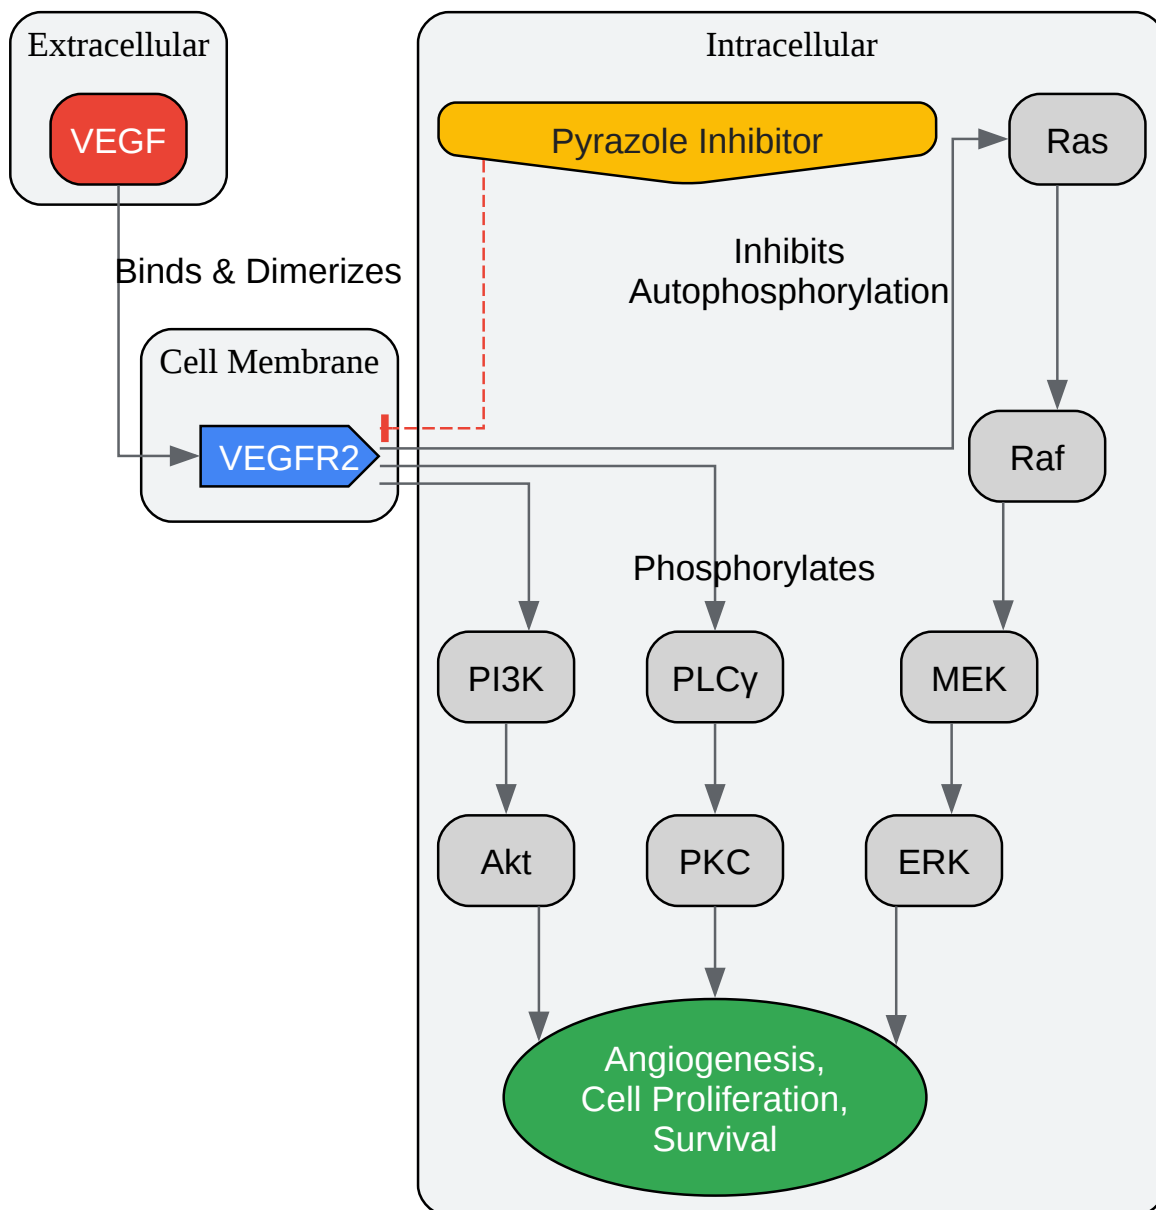 Extracellular
Intracellular
VEGF
Pyrazole Inhibitor
Ras
Binds & Dimerizes
Inhibits
Autophosphorylation
Cell Membrane
VEGFR2
Raf
Phosphorylates
PI3K
PLCγ
MEK
Akt
PKC
ERK
Angiogenesis,
Cell Proliferation,
Survival